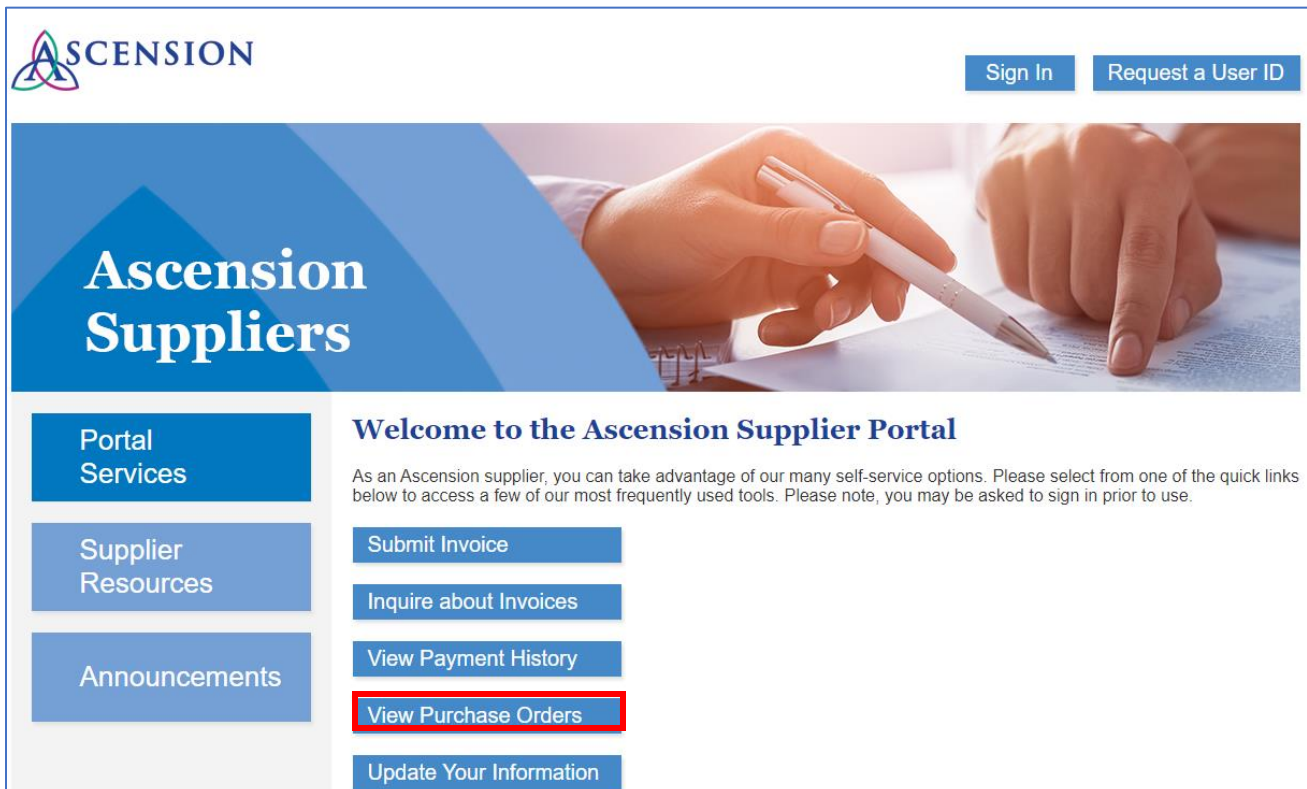 ASCENSION
Sign In
Request a User ID
Ascension
Suppliers
Portal
Services
Supplier
Resources
Announcements
Welcome to the Ascension Supplier Portal
As an Ascension supplier, you can take advantage of our many self-service options. Please select from one of the quick links
below to access a few of our most frequently used tools. Please note, you may be asked to sign in prior to use.
Submit Invoice
Inquire about Invoices
View Payment History
View Purchase Orders
Update Your Information